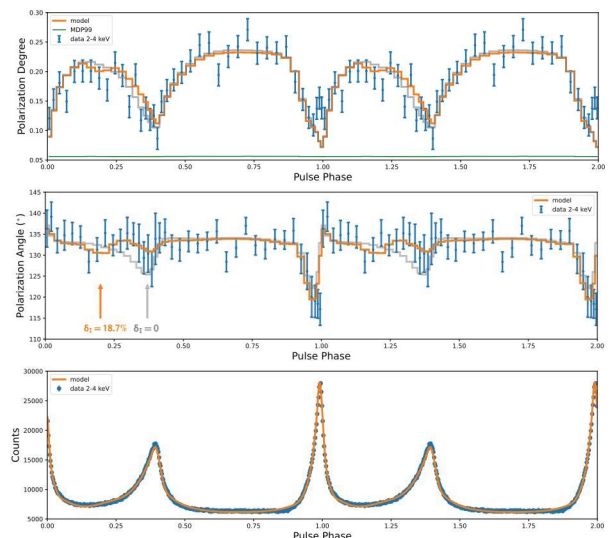 0.30
0.25
0.20
0.15
0.10
0.05
Polarization Degree
model
MDP99
data 2-4 keV
0.00 0.25 0.50 0.75 1.00 1.25 1.50 1.75 2.00
Pulse Phase
145
140
135
130
125
120
115
110
Polarization Angle (°)
model
data 2-4 keV
δI = 18.7% δI = 0
0.00 0.25 0.50 0.75 1.00 1.25 1.50 1.75 2.00
Pulse Phase
30000
25000
20000
15000
10000
5000
Counts
model
data 2-4 keV
0.00 0.25 0.50 0.75 1.00 1.25 1.50 1.75 2.00
Pulse Phase